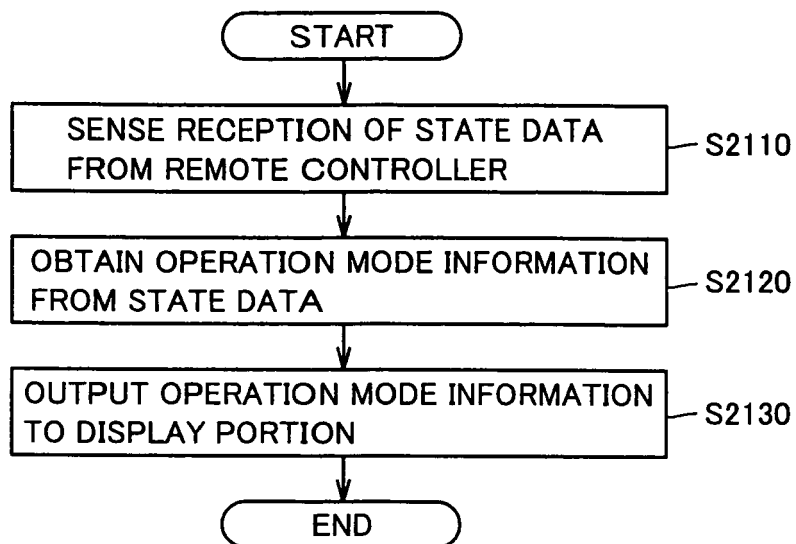 START
SENSE RECEPTION OF STATE DATA
FROM REMOTE CONTROLLER
S2110
OBTAIN OPERATION MODE INFORMATION
FROM STATE DATA
S2120
OUTPUT OPERATION MODE INFORMATION
TO DISPLAY PORTION
S2130
END